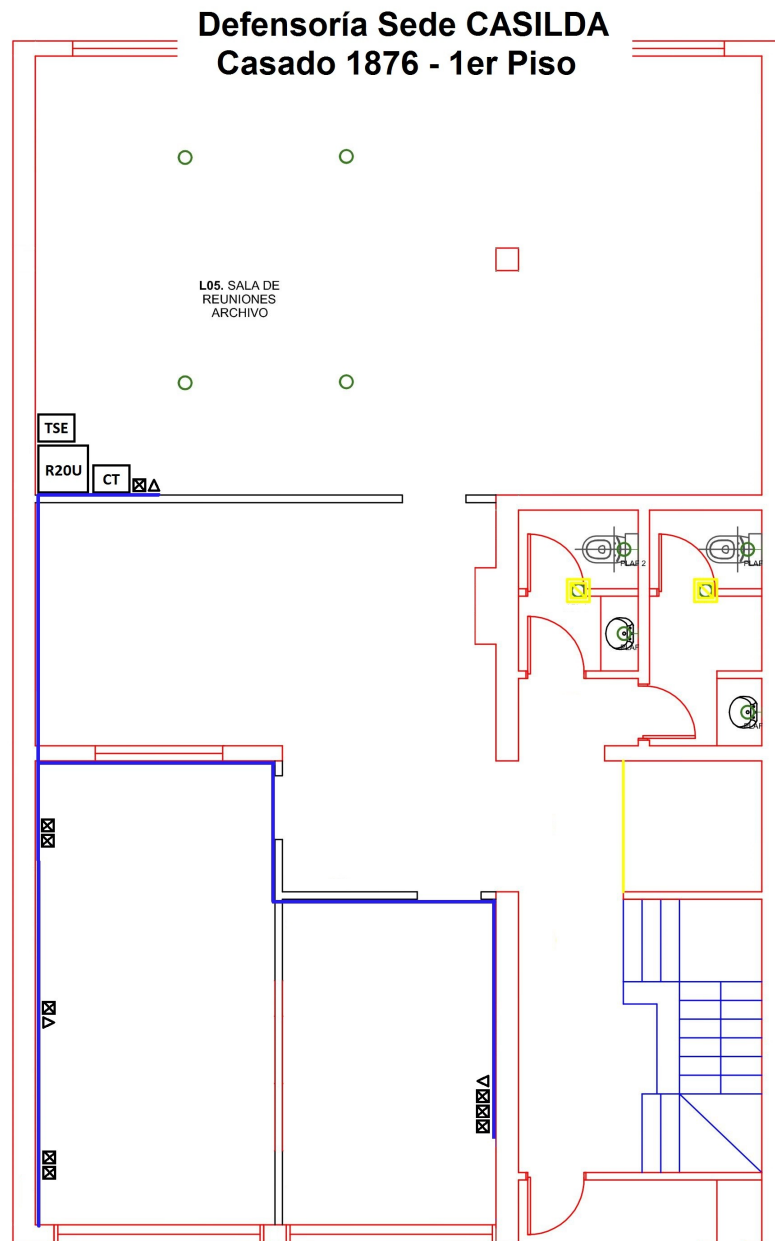 Defensoría Sede CASILDA
Casado 1876 - 1er Piso
L05. SALA DE
REUNIONES
ARCHIVO
TSE
R20U
CT